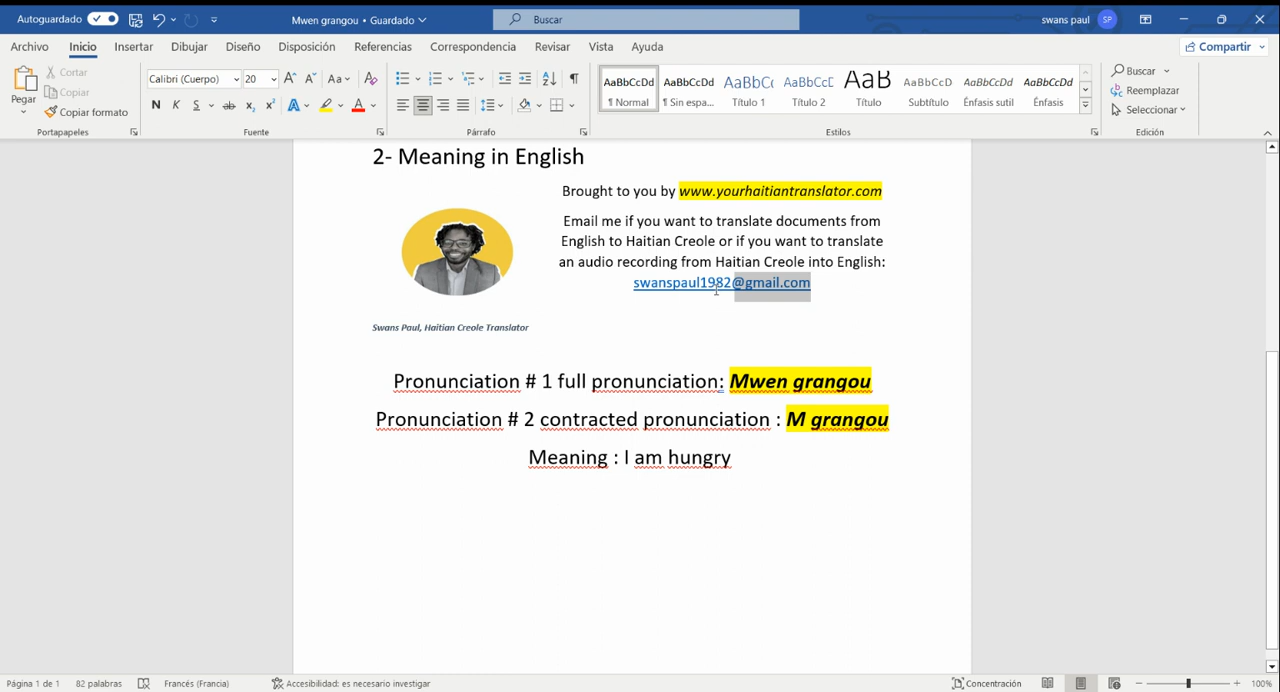 Autoguardado
Mwen grangou • Guardado
Buscar
swans paul
SP
Archivo Inicio Insertar Dibujar Diseño Disposición Referencias Correspondencia Revisar Vista Ayuda
Compartir
Pegar
Cortar
Copiar
Copiar formato
Portapapeles
Calibri (Cuerpo) 20
Aa
N K S ab x₂ x² A A
Fuente
Párrafo
AaBbCcDd AaBbCcDd AaBbCc AaBbCcD AaB AaBbCcD AaBbCcDd AaBbCcDd
¶ Normal ¶ Sin espa... Título 1 Título 2 Título Subtítulo Énfasis sutil Énfasis
Estilos
Buscar
Reemplazar
Seleccionar
Edición
2- Meaning in English
Brought to you by www.yourhaitiantranslator.com
Email me if you want to translate documents from
English to Haitian Creole or if you want to translate
an audio recording from Haitian Creole into English:
swanspaul1982@gmail.com
Swans Paul, Haitian Creole Translator
Pronunciation # 1 full pronunciation: Mwen grangou
Pronunciation # 2 contracted pronunciation : M grangou
Meaning : I am hungry
Página 1 de 1 82 palabras Francés (Francia) Accesibilidad: es necesario investigar Concentración 100%